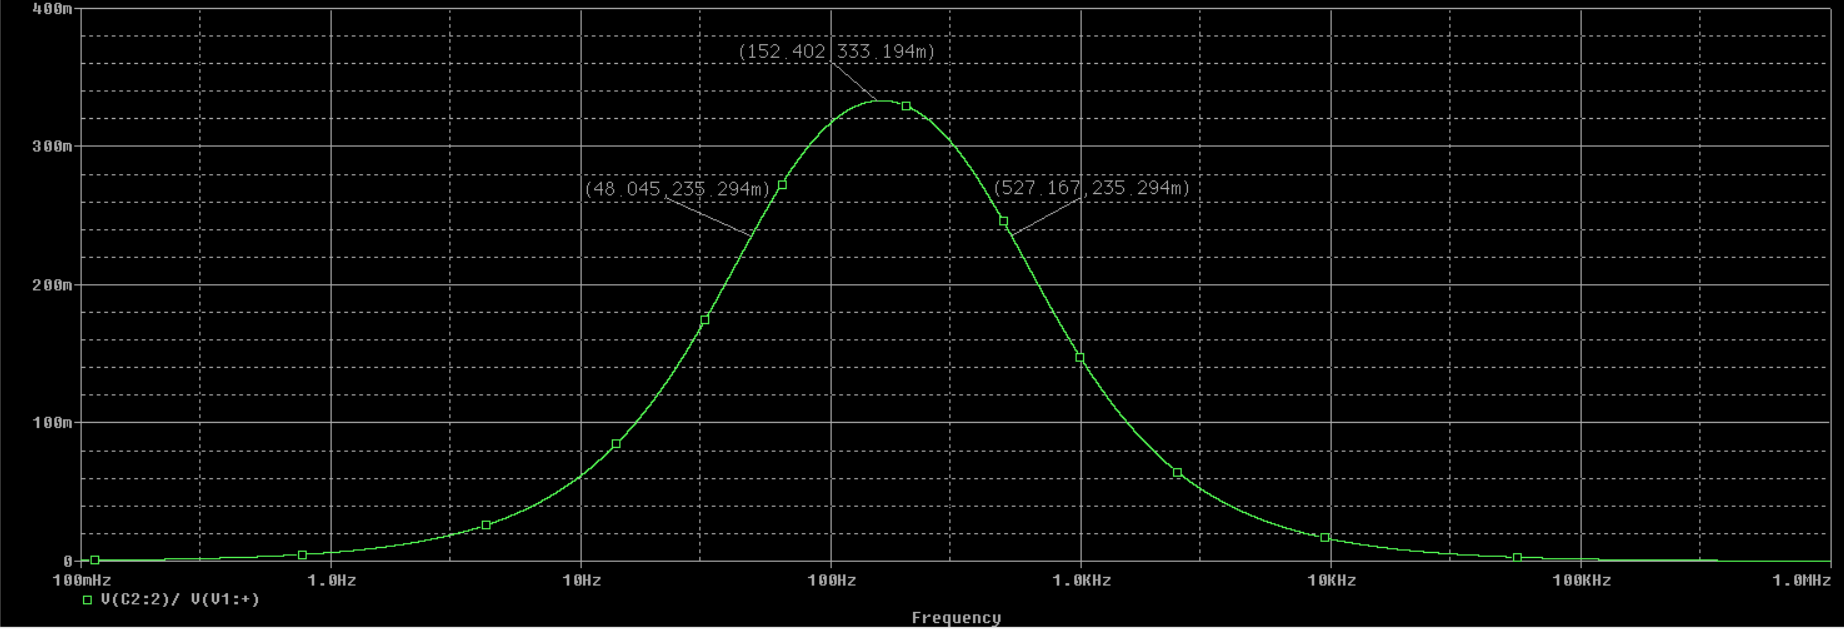 400m
(152.402,333.194m)
300m
(48.045,235.294m)
(527.167,235.294m)
200m
100m
0
100mHz 1.0Hz 10Hz 100Hz 1.0KHz 10KHz 100KHz 1.0MHz
V(C2:2)/ V(V1:+)
Frequency